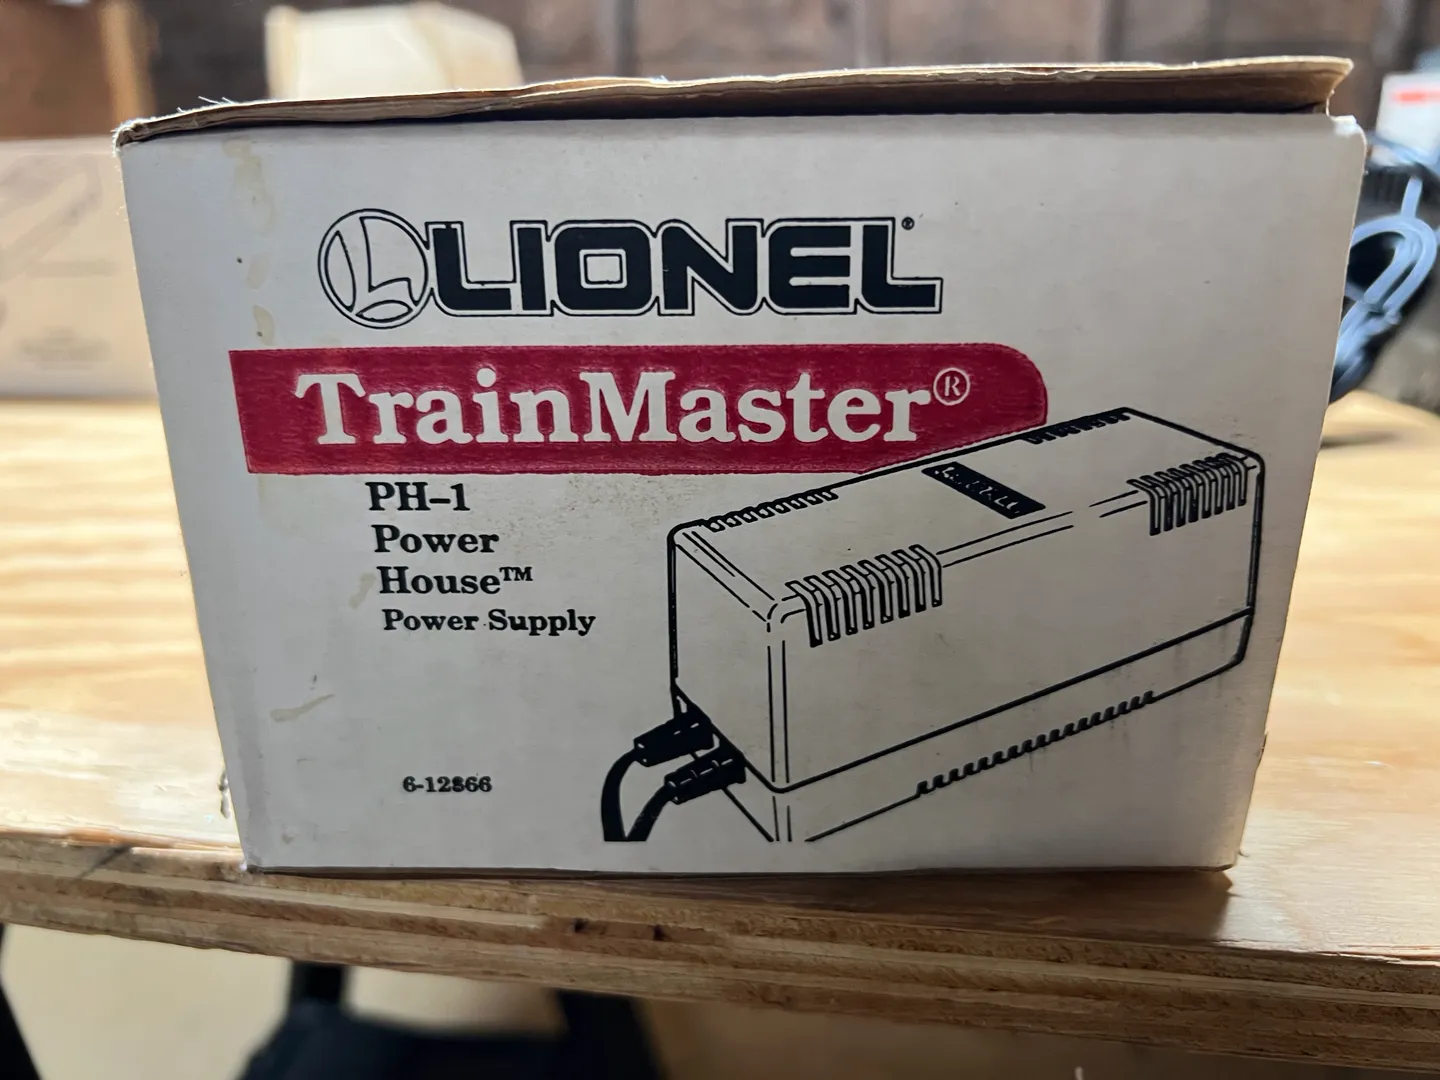 LIONEL®
TrainMaster®
PH-1
Power
House™
Power Supply
6-12866